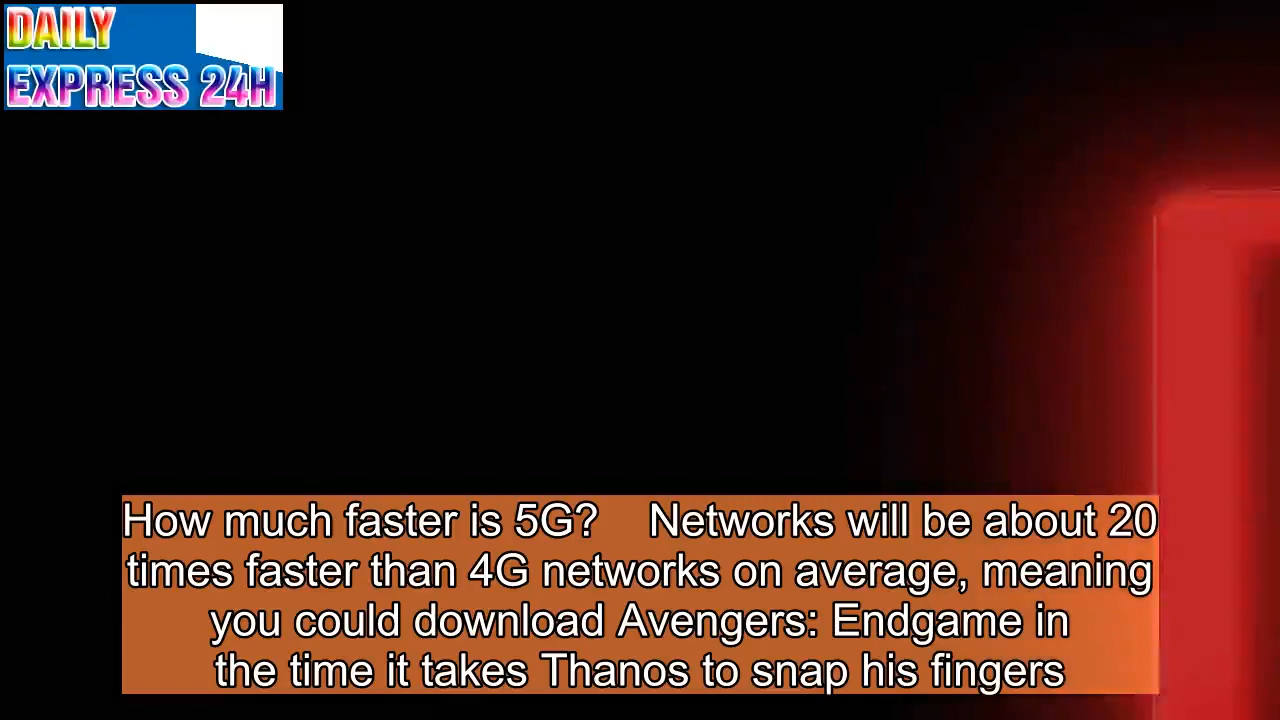 DAILY
EXPRESS 24H
How much faster is 5G? Networks will be about 20
times faster than 4G networks on average, meaning
you could download Avengers: Endgame in
the time it takes Thanos to snap his fingers